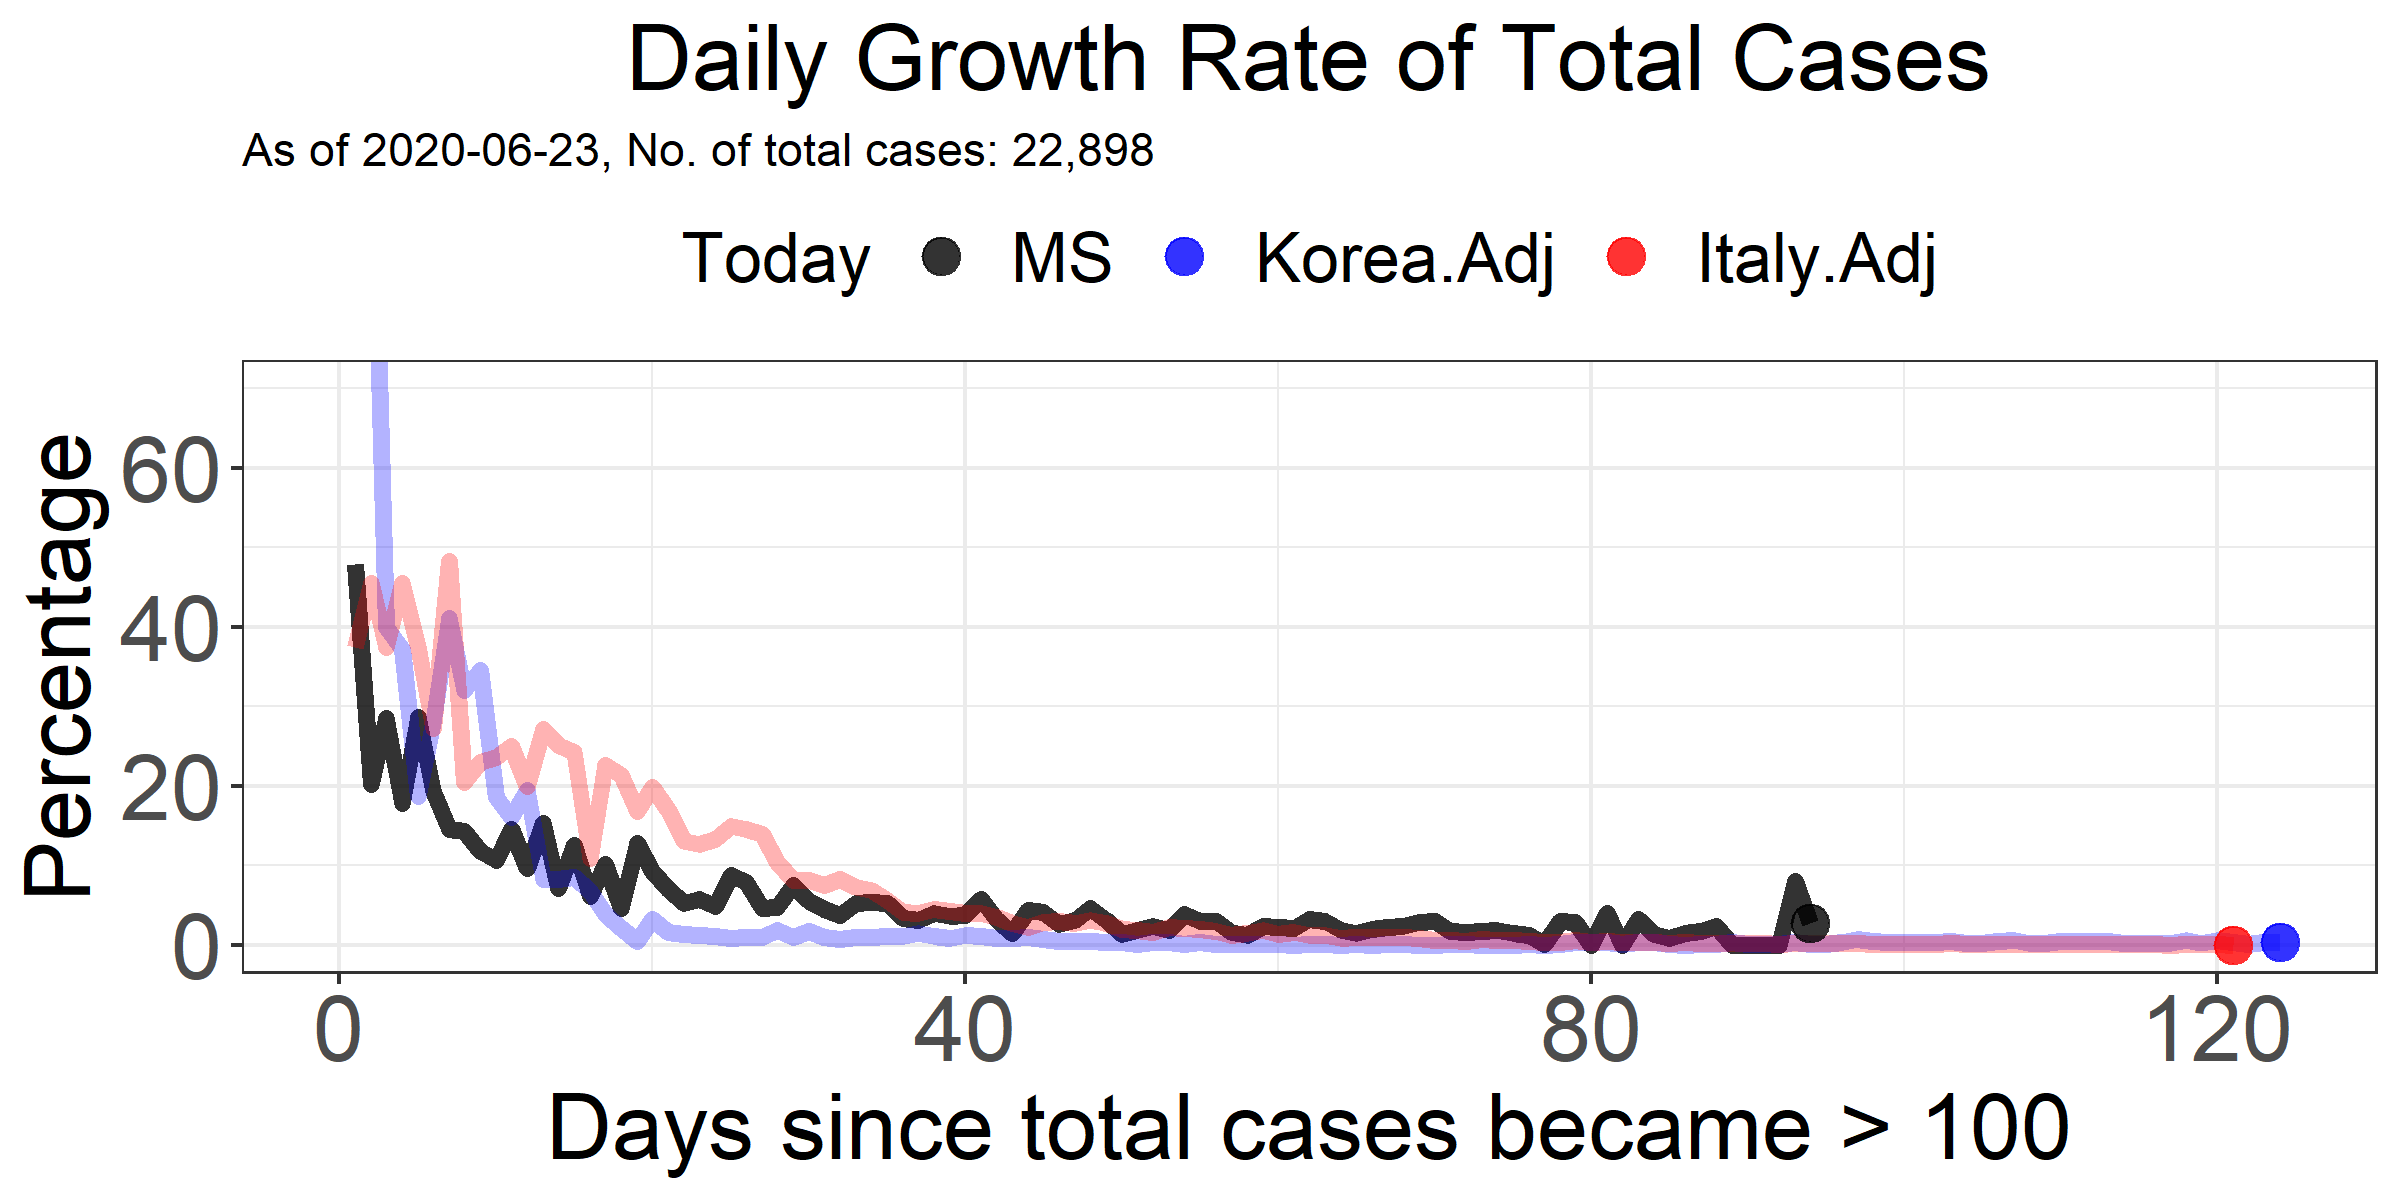 Daily Growth Rate of Total Cases
As of 2020-06-23, No. of total cases: 22,898
Today MS Korea.Adj Italy.Adj
Percentage
60
40
20
0
0 40 80 120
Days since total cases became > 100